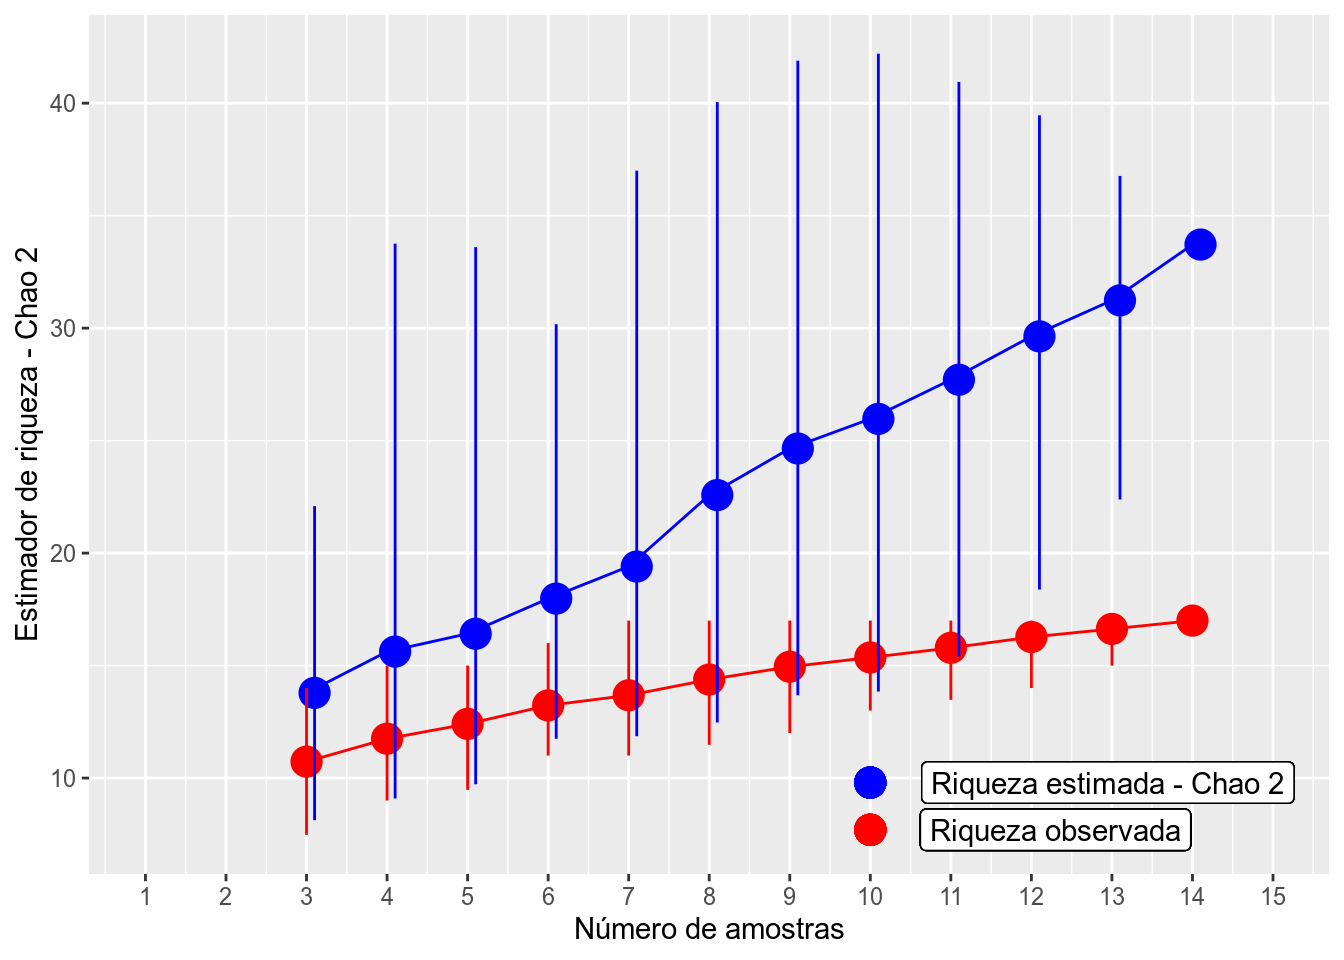 Estimador de riqueza - Chao 2
40
30
20
10
Riqueza estimada - Chao 2
Riqueza observada
1 2 3 4 5 6 7 8 9 10 11 12 13 14 15
Número de amostras